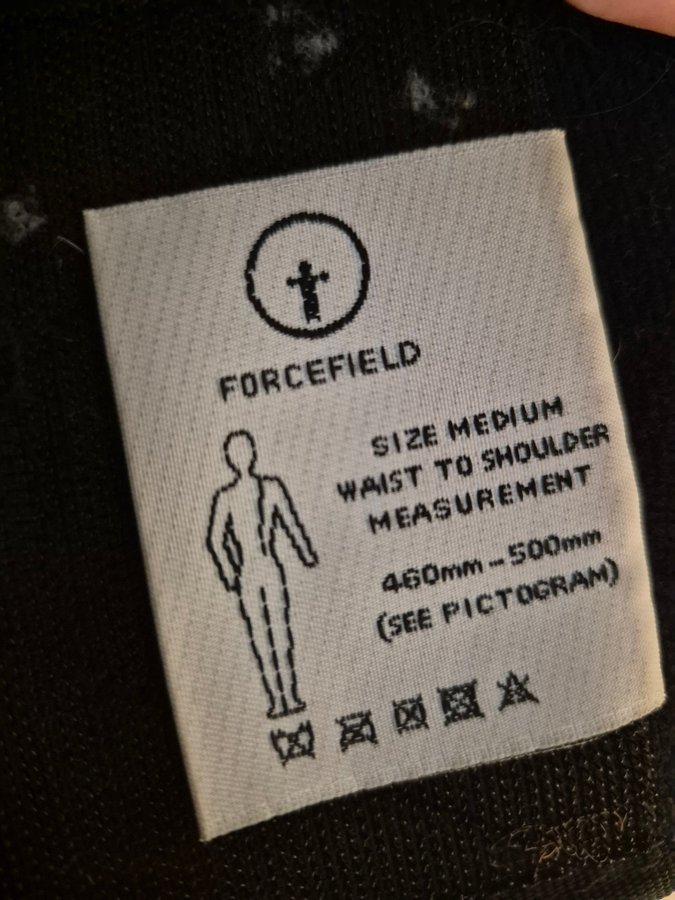 FORCEFIELD
SIZE MEDIUM
WAIST TO SHOULDER
MEASUREMENT
460mm - 500mm
(SEE PICTOGRAM)